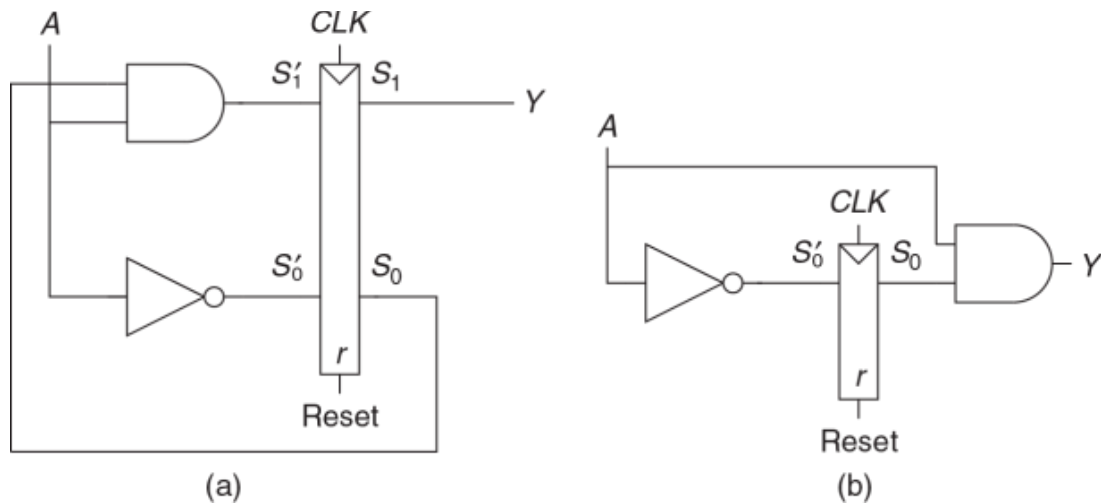 A
CLK
S′₁
S₁
Y
S′₀
S₀
r
Reset
(a)
A
CLK
S′₀
S₀
Y
r
Reset
(b)